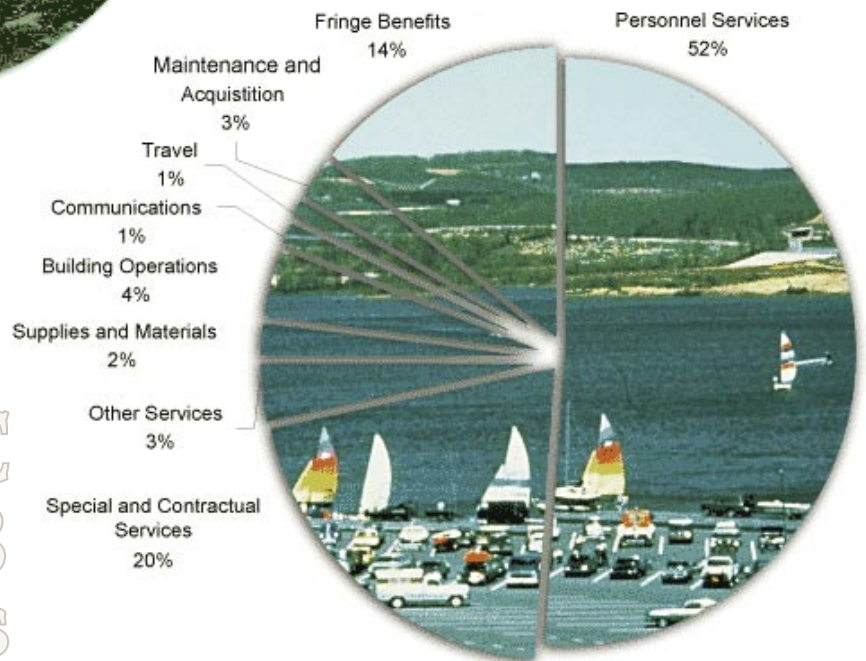 Fringe Benefits
14%
Personnel Services
52%
Maintenance and
Acquistition
3%
Travel
1%
Communications
1%
Building Operations
4%
Supplies and Materials
2%
Other Services
3%
Special and Contractual
Services
20%